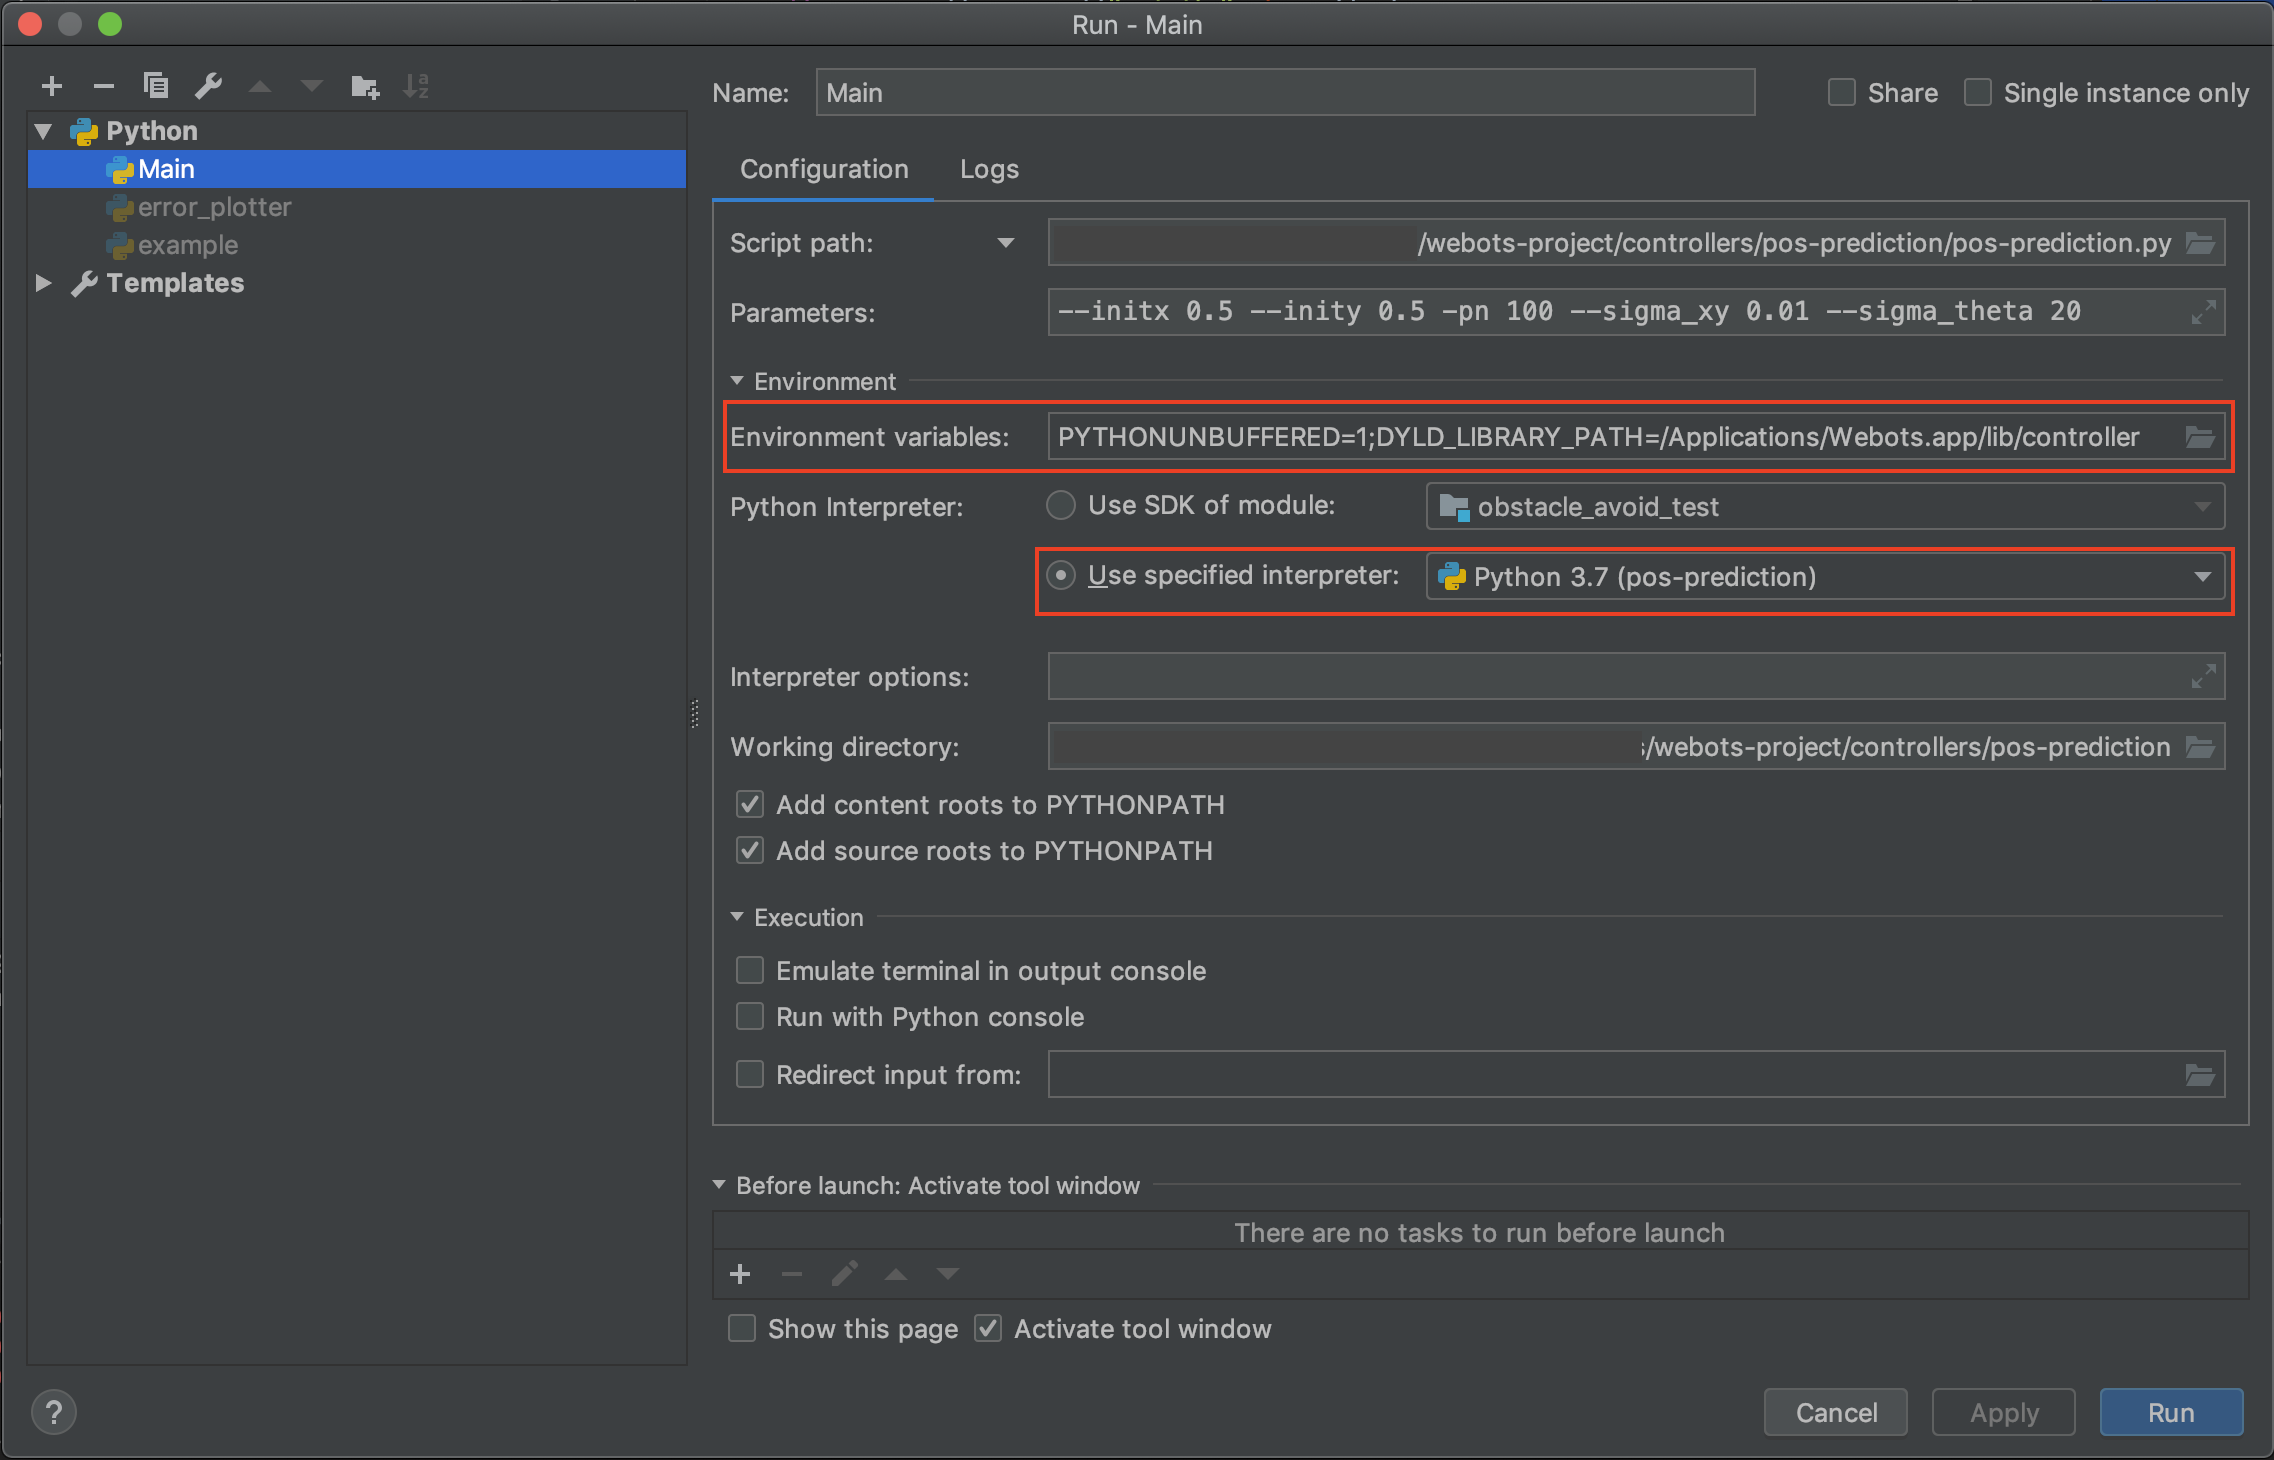 Run - Main
Name: Main Share Single instance only
Python
Main
error_plotter
example
Templates
Configuration Logs
Script path: /webots-project/controllers/pos-prediction/pos-prediction.py
Parameters: --initx 0.5 --inity 0.5 -pn 100 --sigma_xy 0.01 --sigma_theta 20
Environment
Environment variables: PYTHONUNBUFFERED=1;DYLD_LIBRARY_PATH=/Applications/Webots.app/lib/controller
Python Interpreter: Use SDK of module: obstacle_avoid_test
Use specified interpreter: Python 3.7 (pos-prediction)
Interpreter options:
Working directory: /webots-project/controllers/pos-prediction
Add content roots to PYTHONPATH
Add source roots to PYTHONPATH
Execution
Emulate terminal in output console
Run with Python console
Redirect input from:
Before launch: Activate tool window
There are no tasks to run before launch
Show this page Activate tool window
? Cancel Apply Run